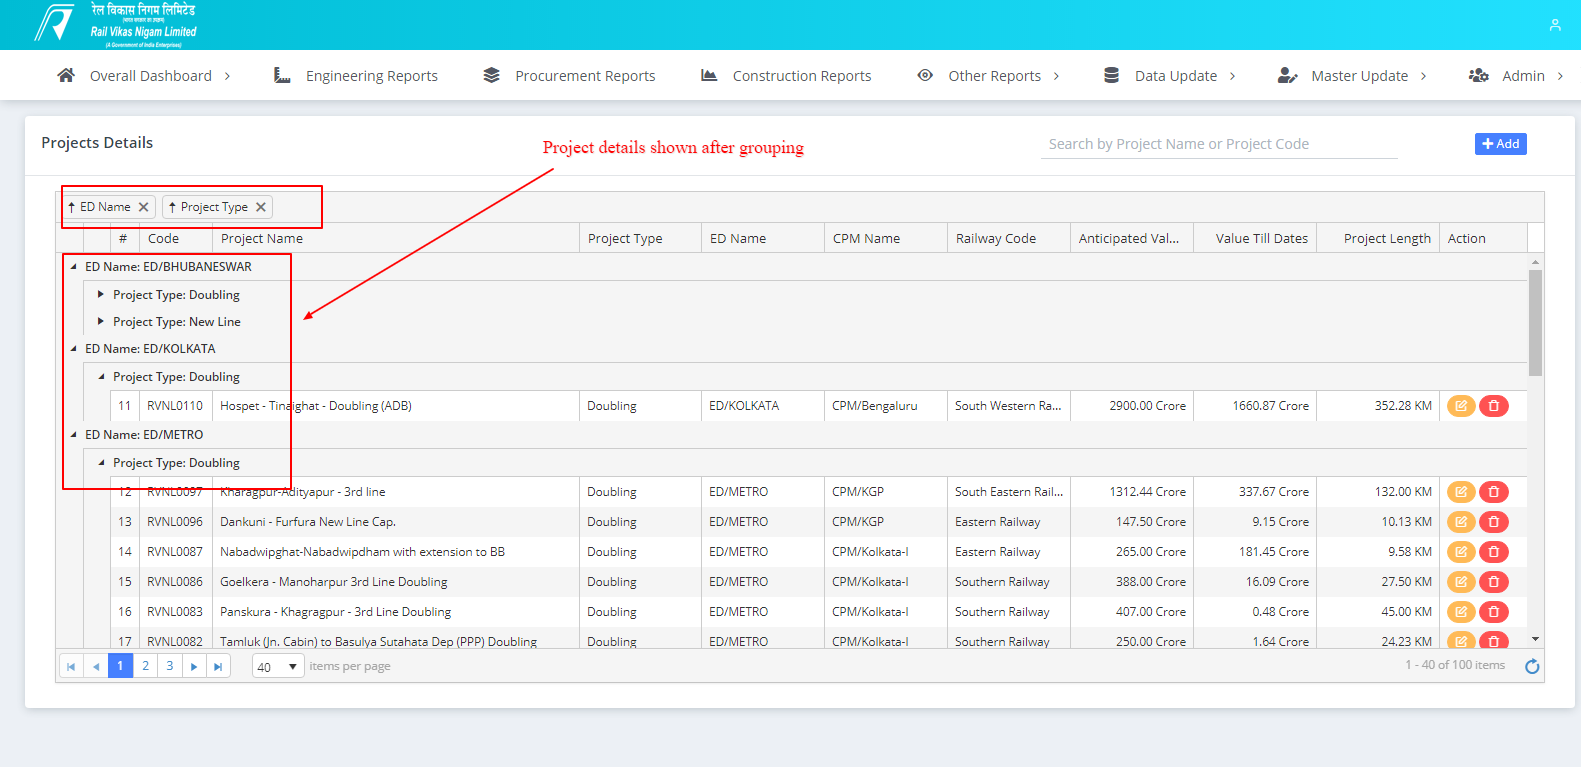 रेल विकास निगम लिमिटेड
(भारत सरकार का उद्यम)
Rail Vikas Nigam Limited
(A Government of India Enterprises)
Overall Dashboard Engineering Reports Procurement Reports Construction Reports Other Reports Data Update Master Update Admin
Projects Details
Project details shown after grouping
Search by Project Name or Project Code
Add
ED Name Project Type
# Code Project Name Project Type ED Name CPM Name Railway Code Anticipated Val... Value Till Dates Project Length Action
ED Name: ED/BHUBANESWAR
Project Type: Doubling
Project Type: New Line
ED Name: ED/KOLKATA
Project Type: Doubling
11 RVNL0110 Hospet - Tinaighat - Doubling (ADB) Doubling ED/KOLKATA CPM/Bengaluru South Western Ra... 2900.00 Crore 1660.87 Crore 352.28 KM
ED Name: ED/METRO
Project Type: Doubling
12 RVNL0097 Kharagpur-Adityapur - 3rd line Doubling ED/METRO CPM/KGP South Eastern Rail... 1312.44 Crore 337.67 Crore 132.00 KM
13 RVNL0096 Dankuni - Furfura New Line Cap. Doubling ED/METRO CPM/KGP Eastern Railway 147.50 Crore 9.15 Crore 10.13 KM
14 RVNL0087 Nabadwipghat-Nabadwipdham with extension to BB Doubling ED/METRO CPM/Kolkata-I Eastern Railway 265.00 Crore 181.45 Crore 9.58 KM
15 RVNL0086 Goelkera - Manoharpur 3rd Line Doubling Doubling ED/METRO CPM/Kolkata-I Southern Railway 388.00 Crore 16.09 Crore 27.50 KM
16 RVNL0083 Panskura - Khagragpur - 3rd Line Doubling Doubling ED/METRO CPM/Kolkata-I Southern Railway 407.00 Crore 0.48 Crore 45.00 KM
17 RVNL0082 Tamluk (Jn. Cabin) to Basulya Sutahata Dep (PPP) Doubling Doubling ED/METRO CPM/Kolkata-I Southern Railway 250.00 Crore 1.64 Crore 24.23 KM
1 2 3 40 items per page 1 - 40 of 100 items